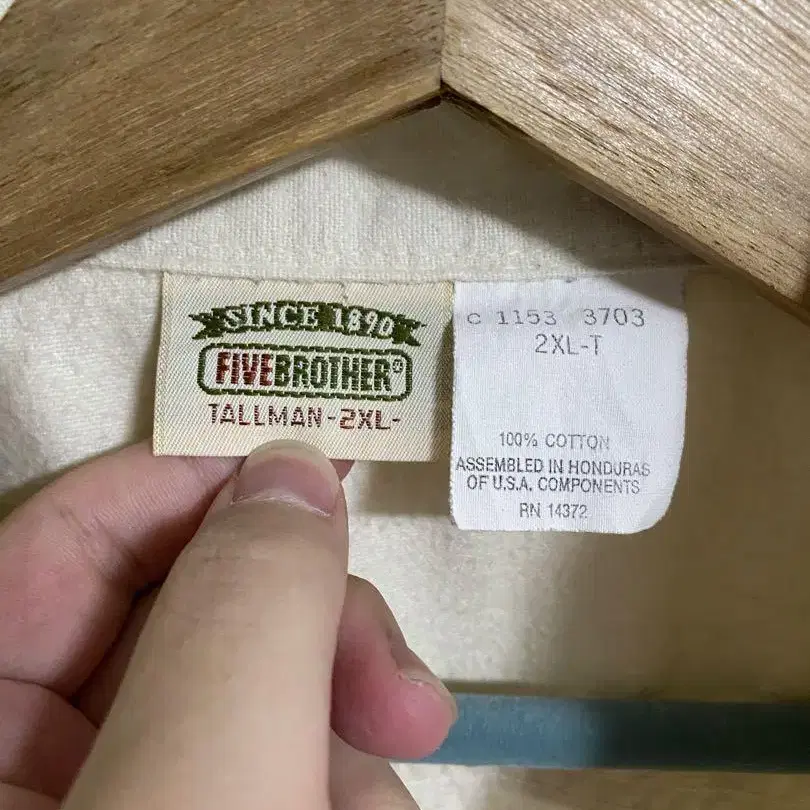 SINCE 1890
FIVEBROTHER®
TALLMAN -2XL-
C 1153 3703
2XL-T
100% COTTON
ASSEMBLED IN HONDURAS
OF U.S.A. COMPONENTS
RN 14372